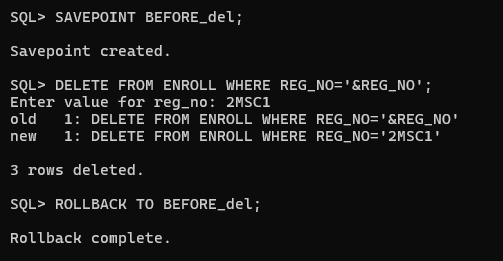 SQL> SAVEPOINT BEFORE_del;
Savepoint created.
SQL> DELETE FROM ENROLL WHERE REG_NO='&REG_NO';
Enter value for reg_no: 2MSC1
old   1: DELETE FROM ENROLL WHERE REG_NO='&REG_NO'
new   1: DELETE FROM ENROLL WHERE REG_NO='2MSC1'
3 rows deleted.
SQL> ROLLBACK TO BEFORE_del;
Rollback complete.